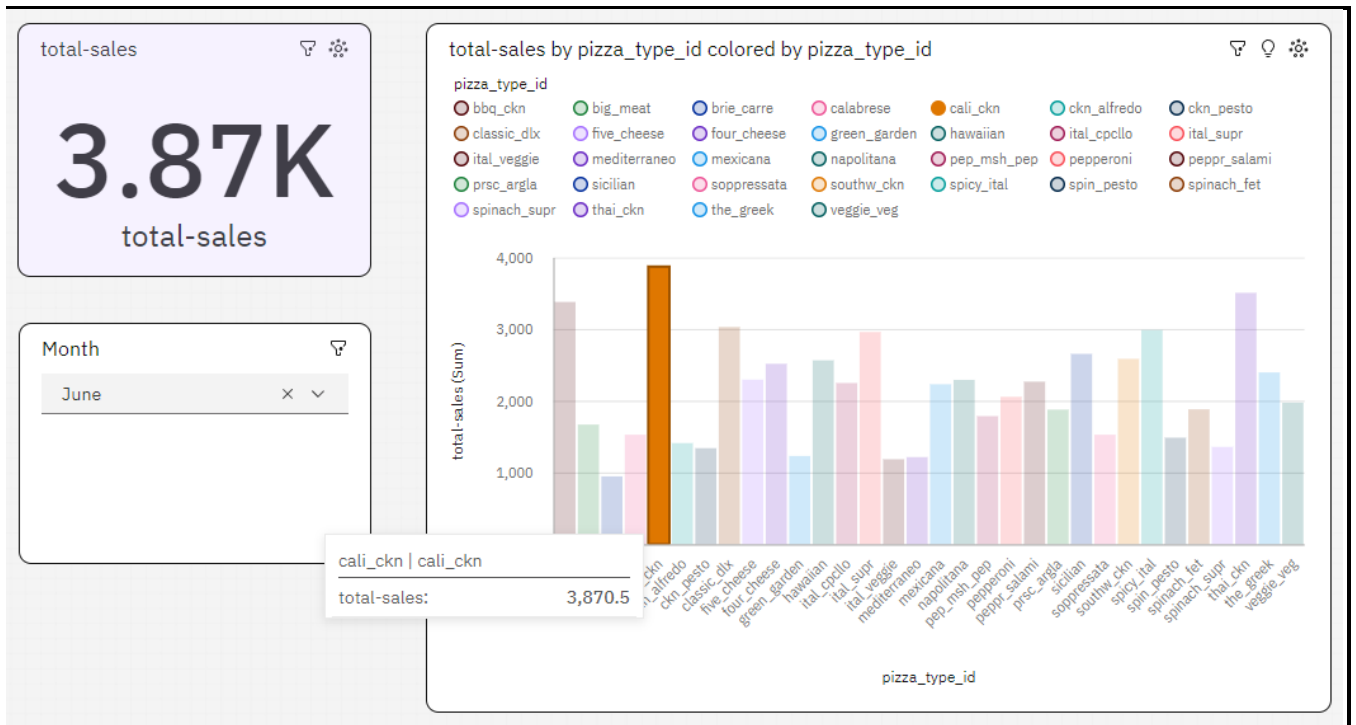 total-sales
3.87K
total-sales
Month
June
total-sales by pizza_type_id colored by pizza_type_id
pizza_type_id
bbq_ckn big_meat brie_carre calabrese cali_ckn ckn_alfredo ckn_pesto
classic_dlx five_cheese four_cheese green_garden hawaiian ital_cpcllo ital_supr
ital_veggie mediterraneo mexicana napolitana pep_msh_pep pepperoni peppr_salami
prsc_argla sicilian soppressata southw_ckn spicy_ital spin_pesto spinach_fet
spinach_supr thai_ckn the_greek veggie_veg
total-sales (Sum)
4,000
3,000
2,000
1,000
cali_ckn | cali_ckn
total-sales: 3,870.5
_ckn
n_alfredo
ckn_pesto
classic_dlx
five_cheese
four_cheese
green_garden
hawaiian
ital_cpcllo
ital_supr
ital_veggie
mediterraneo
mexicana
napolitana
pep_msh_pep
pepperoni
peppr_salami
prsc_argla
sicilian
soppressata
southw_ckn
spicy_ital
spin_pesto
spinach_fet
spinach_supr
thai_ckn
the_greek
veggie_veg
pizza_type_id